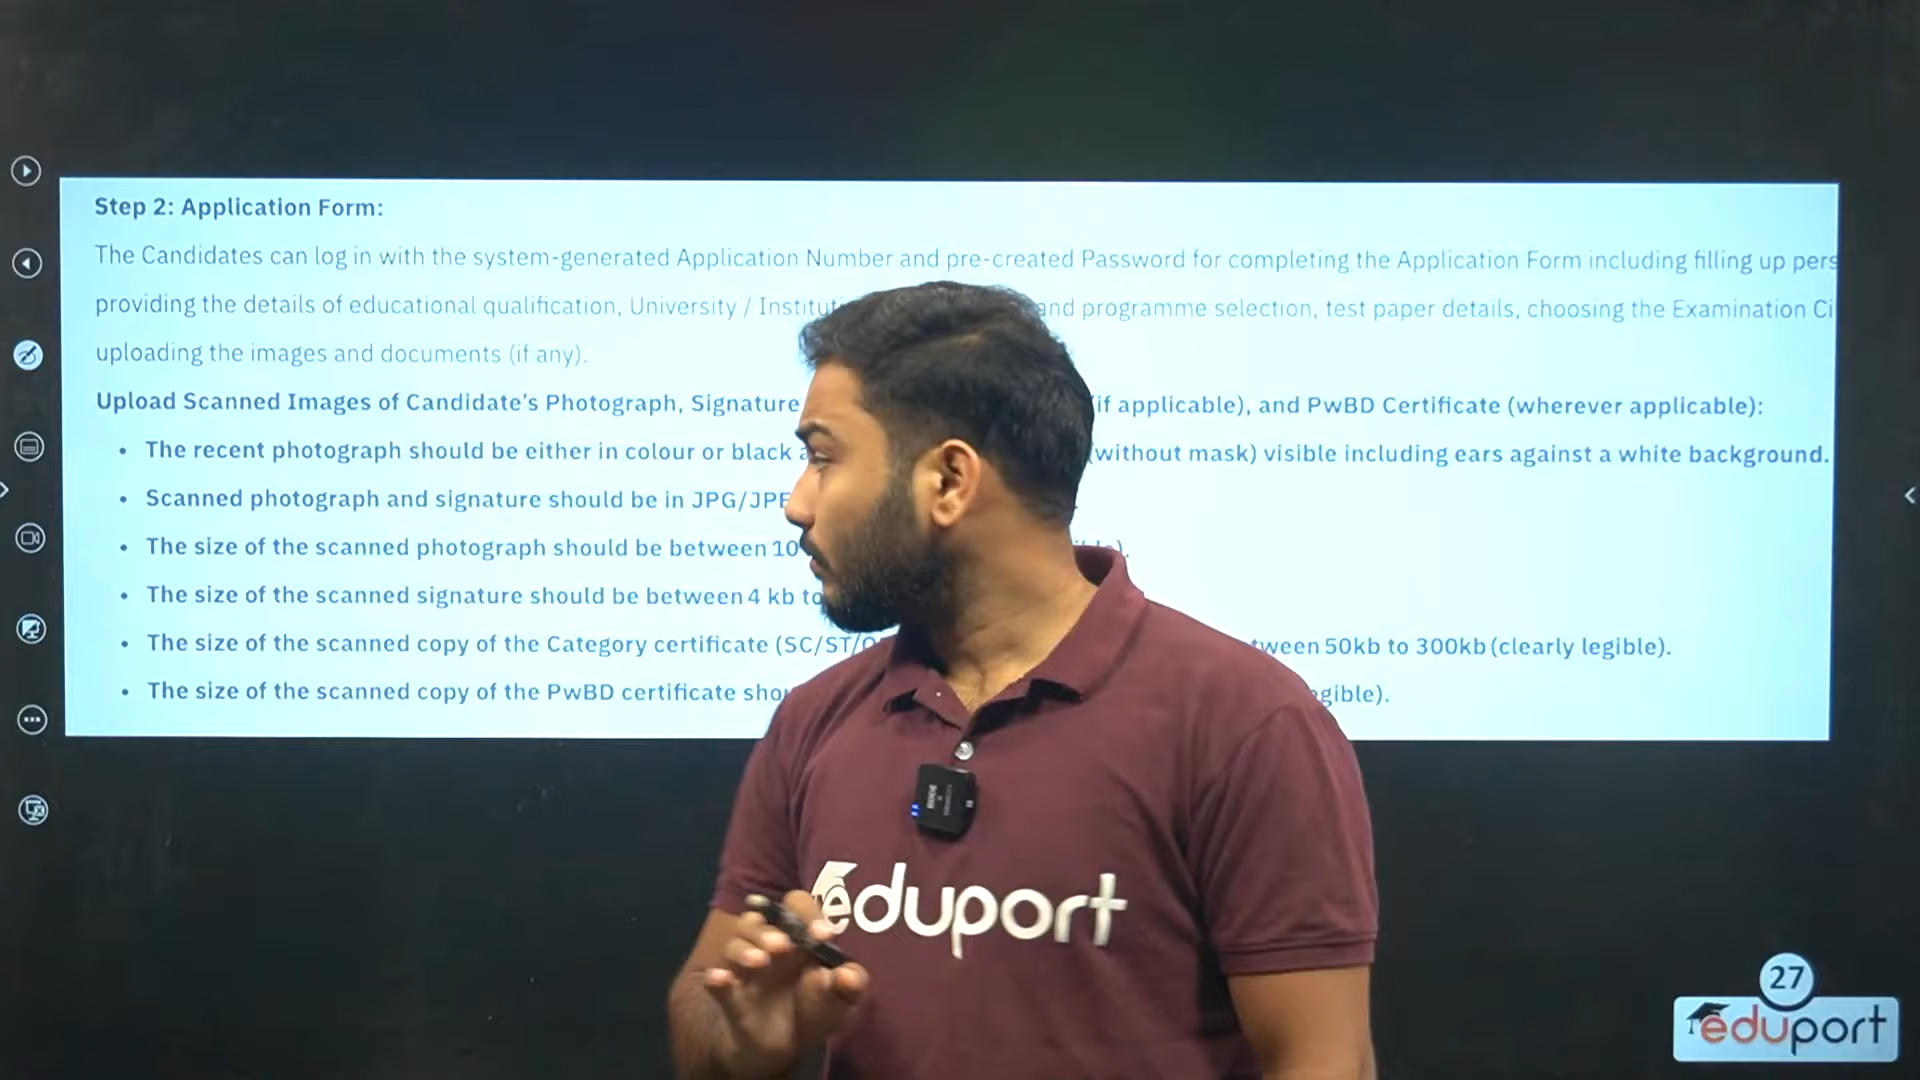 Step 2: Application Form:
The Candidates can log in with the system-generated Application Number and pre-created Password for completing the Application Form including filling up pers
providing the details of educational qualification, University / Institut and programme selection, test paper details, choosing the Examination Ci
uploading the images and documents (if any).
Upload Scanned Images of Candidate's Photograph, Signature if applicable), and PwBD Certificate (wherever applicable):
• The recent photograph should be either in colour or black (without mask) visible including ears against a white background.
• Scanned photograph and signature should be in JPG/JPE
• The size of the scanned photograph should be between 10
• The size of the scanned signature should be between 4 kb to
• The size of the scanned copy of the Category certificate (SC/ST/O tween 50kb to 300kb (clearly legible).
• The size of the scanned copy of the PwBD certificate shou gible).
eduport
27
eduport